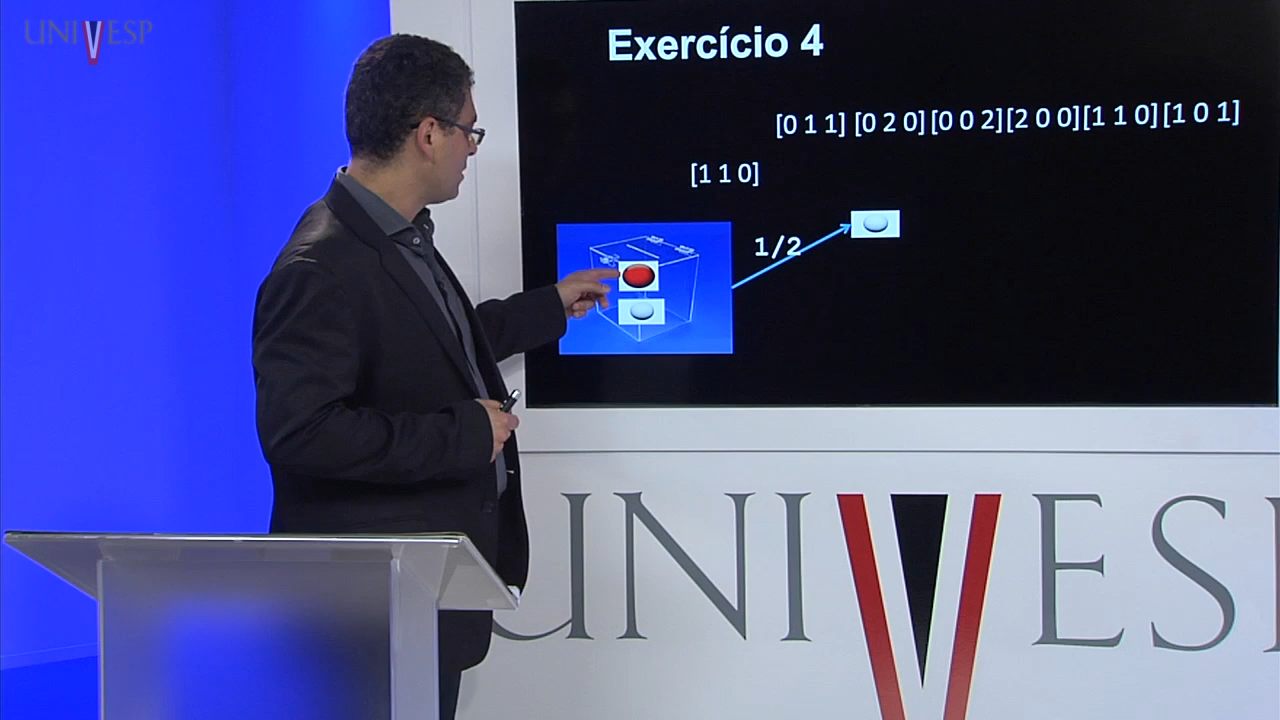 UNIVESP
Exercício 4
[0 1 1] [0 2 0] [0 0 2] [2 0 0] [1 1 0] [1 0 1]
[1 1 0]
1/2
UNIVESP